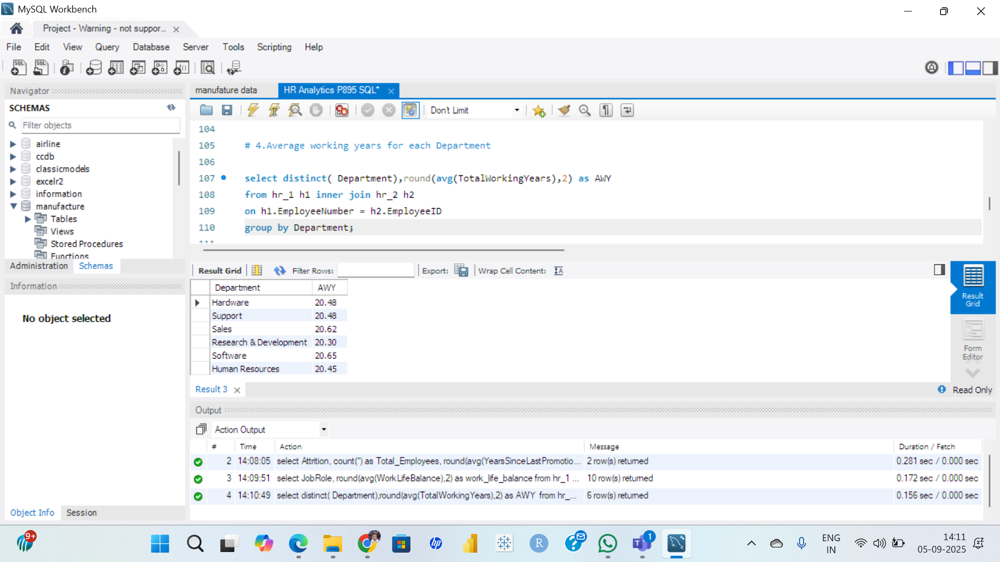 MySQL Workbench
Project - Warning - not suppor...
File Edit View Query Database Server Tools Scripting Help
Navigator
SCHEMAS
Filter objects
airline
ccdb
classicmodels
excelr2
information
manufacture
Tables
Views
Stored Procedures
Functions
Administration Schemas
Information
No object selected
Object Info Session
manufature data HR Analytics P895 SQL*
Don't Limit
104
105 # 4.Average working years for each Department
106
107 select distinct( Department),round(avg(TotalWorkingYears),2) as AWY
108 from hr_1 h1 inner join hr_2 h2
109 on h1.EmployeeNumber = h2.EmployeeID
110 group by Department;
111
Result Grid Filter Rows: Export: Wrap Cell Content:
Department AWY
Hardware 20.48
Support 20.48
Sales 20.62
Research & Development 20.30
Software 20.65
Human Resources 20.45
Result Grid
Form Editor
Result 3
Read Only
Output
Action Output
# Time Action Message Duration / Fetch
2 14:08:05 select Attrition, count(*) as Total_Employees, round(avg(YearsSinceLastPromotio... 2 row(s) returned 0.281 sec / 0.000 sec
3 14:09:51 select JobRole, round(avg(WorkLifeBalance),2) as work_life_balance from hr_1 ... 10 row(s) returned 0.172 sec / 0.000 sec
4 14:10:49 select distinct( Department),round(avg(TotalWorkingYears),2) as AWY from hr_... 6 row(s) returned 0.156 sec / 0.000 sec
9+
hp
R
1
ENG
IN
14:11
05-09-2025